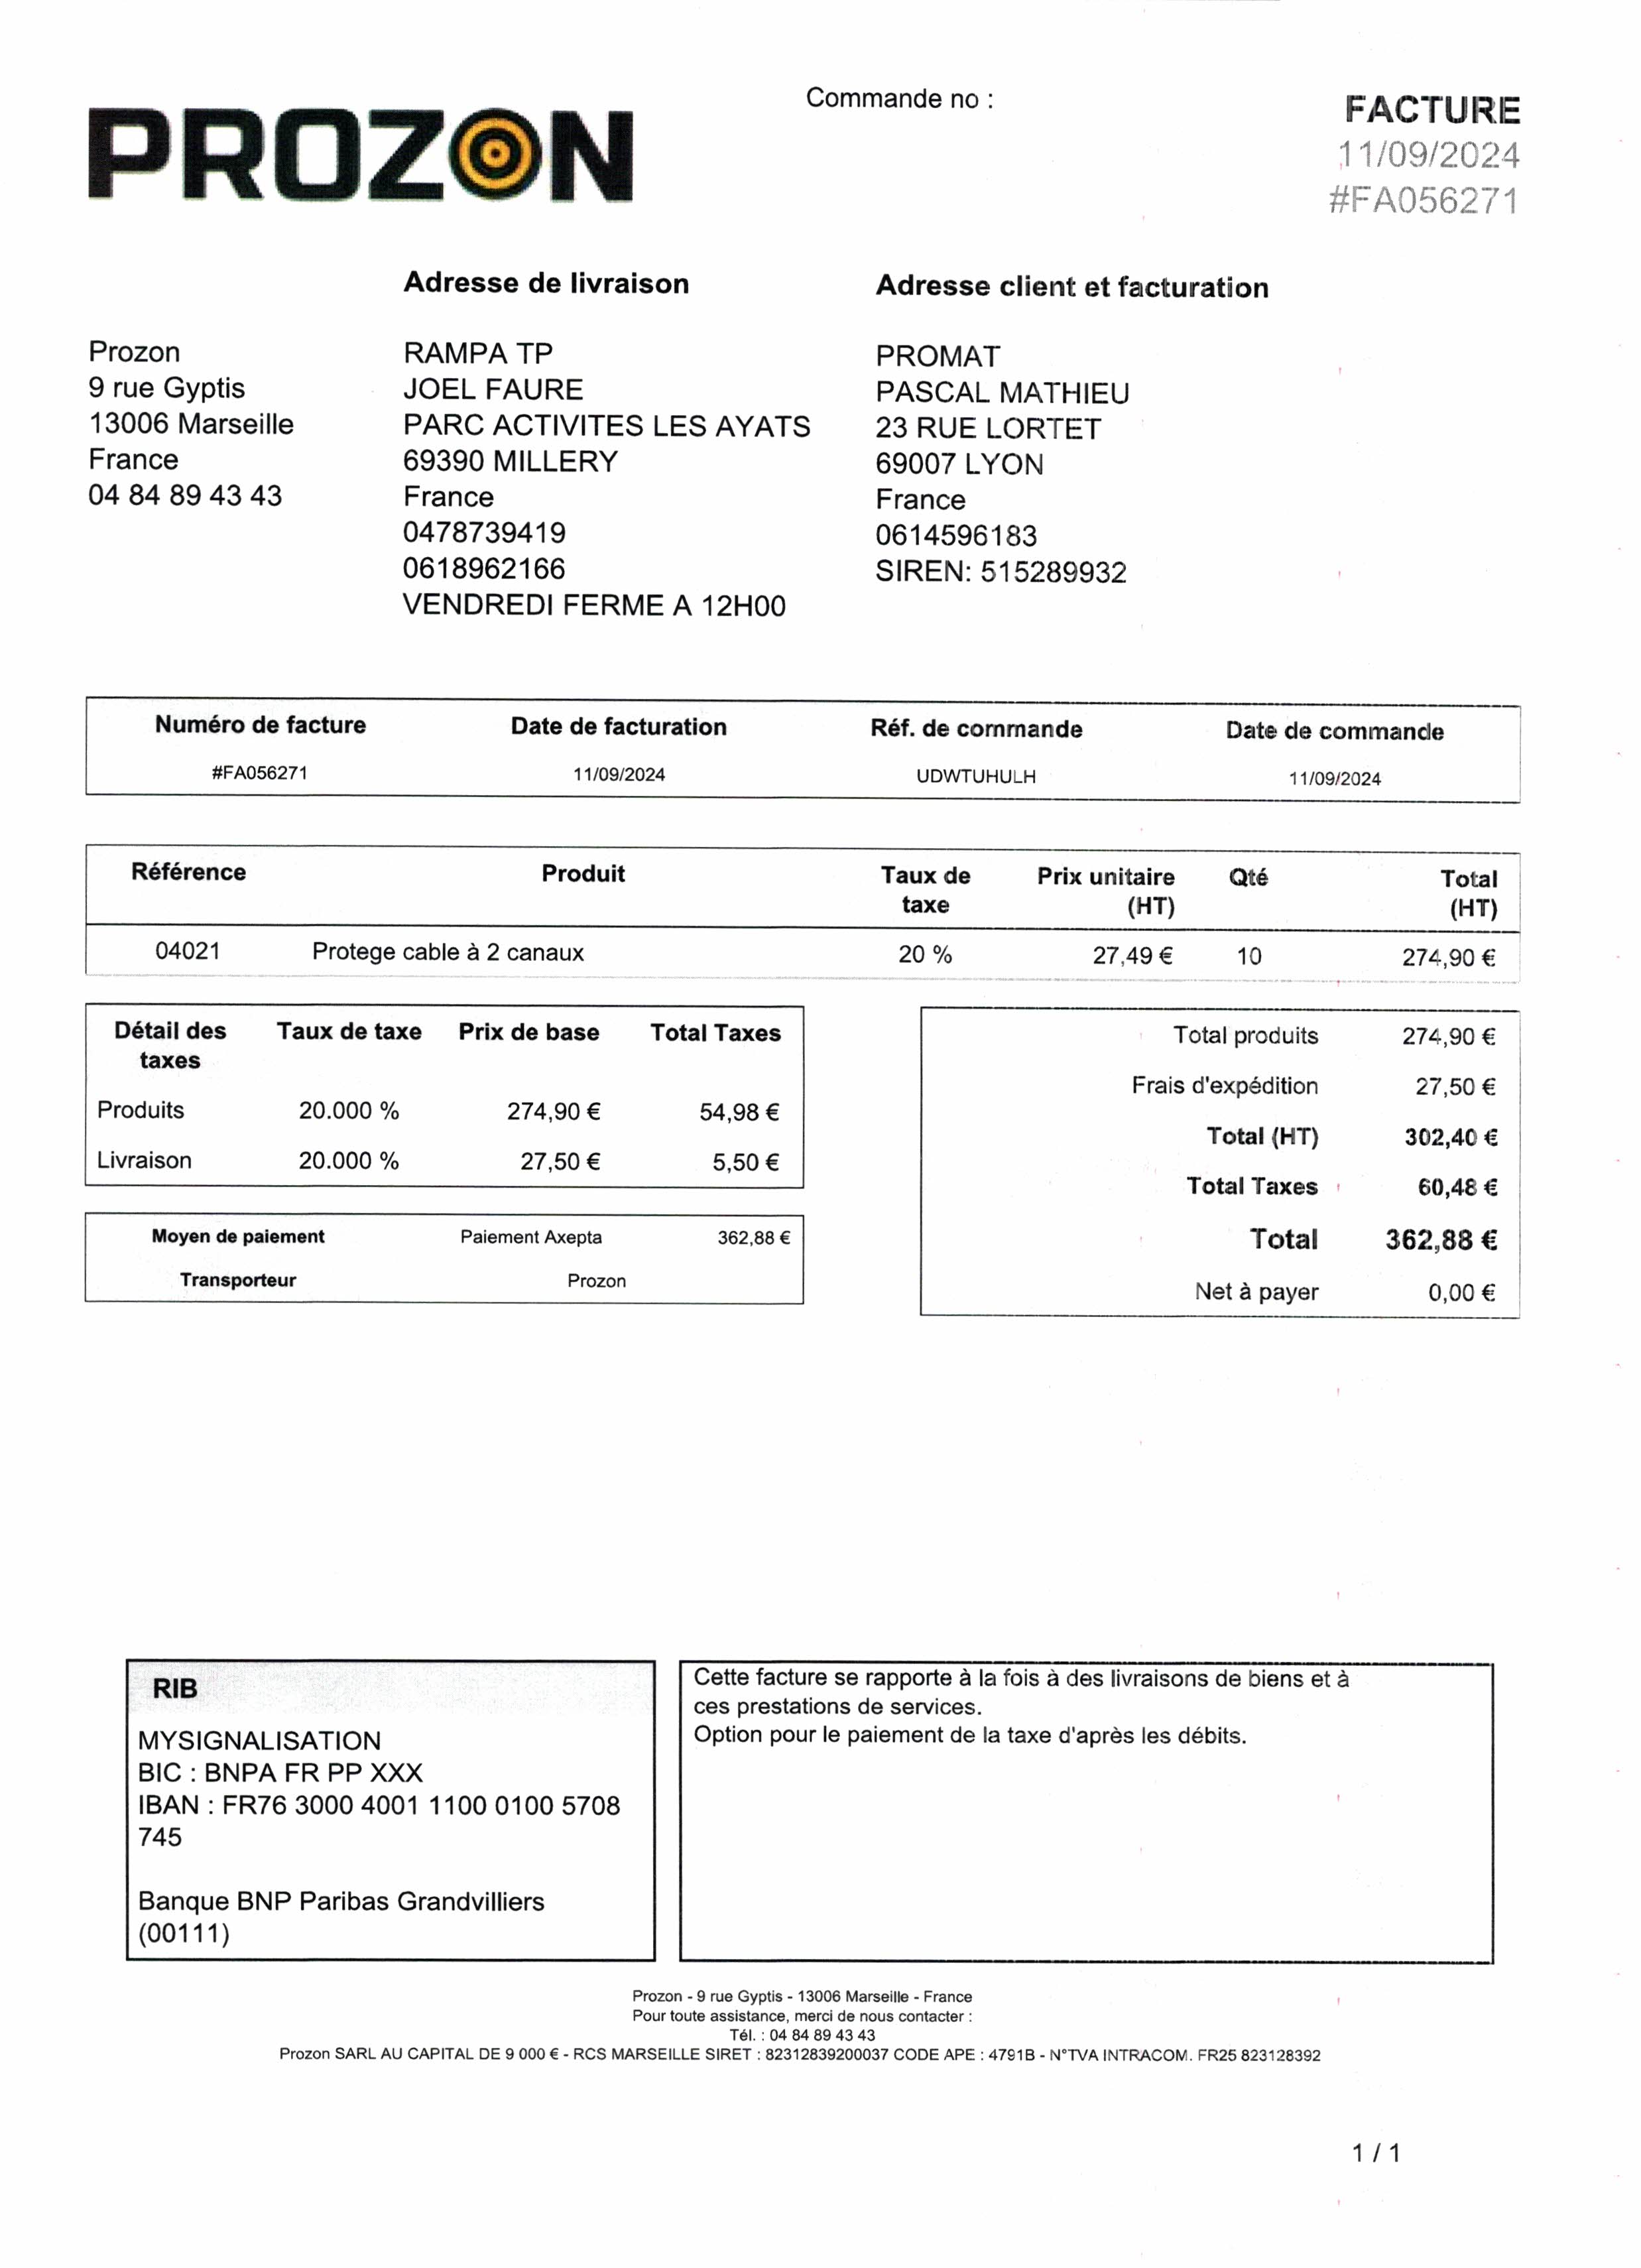 PROZON
Commande no :
FACTURE
11/09/2024
#FA056271
Prozon
9 rue Gyptis
13006 Marseille
France
04 84 89 43 43
Adresse de livraison
RAMPA TP
JOEL FAURE
PARC ACTIVITES LES AYATS
69390 MILLERY
France
0478739419
0618962166
VENDREDI FERME A 12H00
Adresse client et facturation
PROMAT
PASCAL MATHIEU
23 RUE LORTET
69007 LYON
France
0614596183
SIREN: 515289932
Numéro de facture Date de facturation Réf. de commande Date de commande
#FA056271 11/09/2024 UDWTUHULH 11/09/2024
Référence Produit Taux de taxe Prix unitaire (HT) Qté Total (HT)
04021 Protege cable à 2 canaux 20 % 27,49 € 10 274,90 €
Détail des taxes Taux de taxe Prix de base Total Taxes
Produits 20.000 % 274,90 € 54,98 €
Livraison 20.000 % 27,50 € 5,50 €
Moyen de paiement Paiement Axepta 362,88 €
Transporteur Prozon
Total produits 274,90 €
Frais d'expédition 27,50 €
Total (HT) 302,40 €
Total Taxes 60,48 €
Total 362,88 €
Net à payer 0,00 €
RIB
MYSIGNALISATION
BIC : BNPA FR PP XXX
IBAN : FR76 3000 4001 1100 0100 5708
745
Banque BNP Paribas Grandvilliers
(00111)
Cette facture se rapporte à la fois à des livraisons de biens et à
ces prestations de services.
Option pour le paiement de la taxe d'après les débits.
Prozon - 9 rue Gyptis - 13006 Marseille - France
Pour toute assistance, merci de nous contacter :
Tél. : 04 84 89 43 43
Prozon SARL AU CAPITAL DE 9 000 € - RCS MARSEILLE SIRET : 82312839200037 CODE APE : 4791B - N°TVA INTRACOM. FR25 823128392
1 / 1